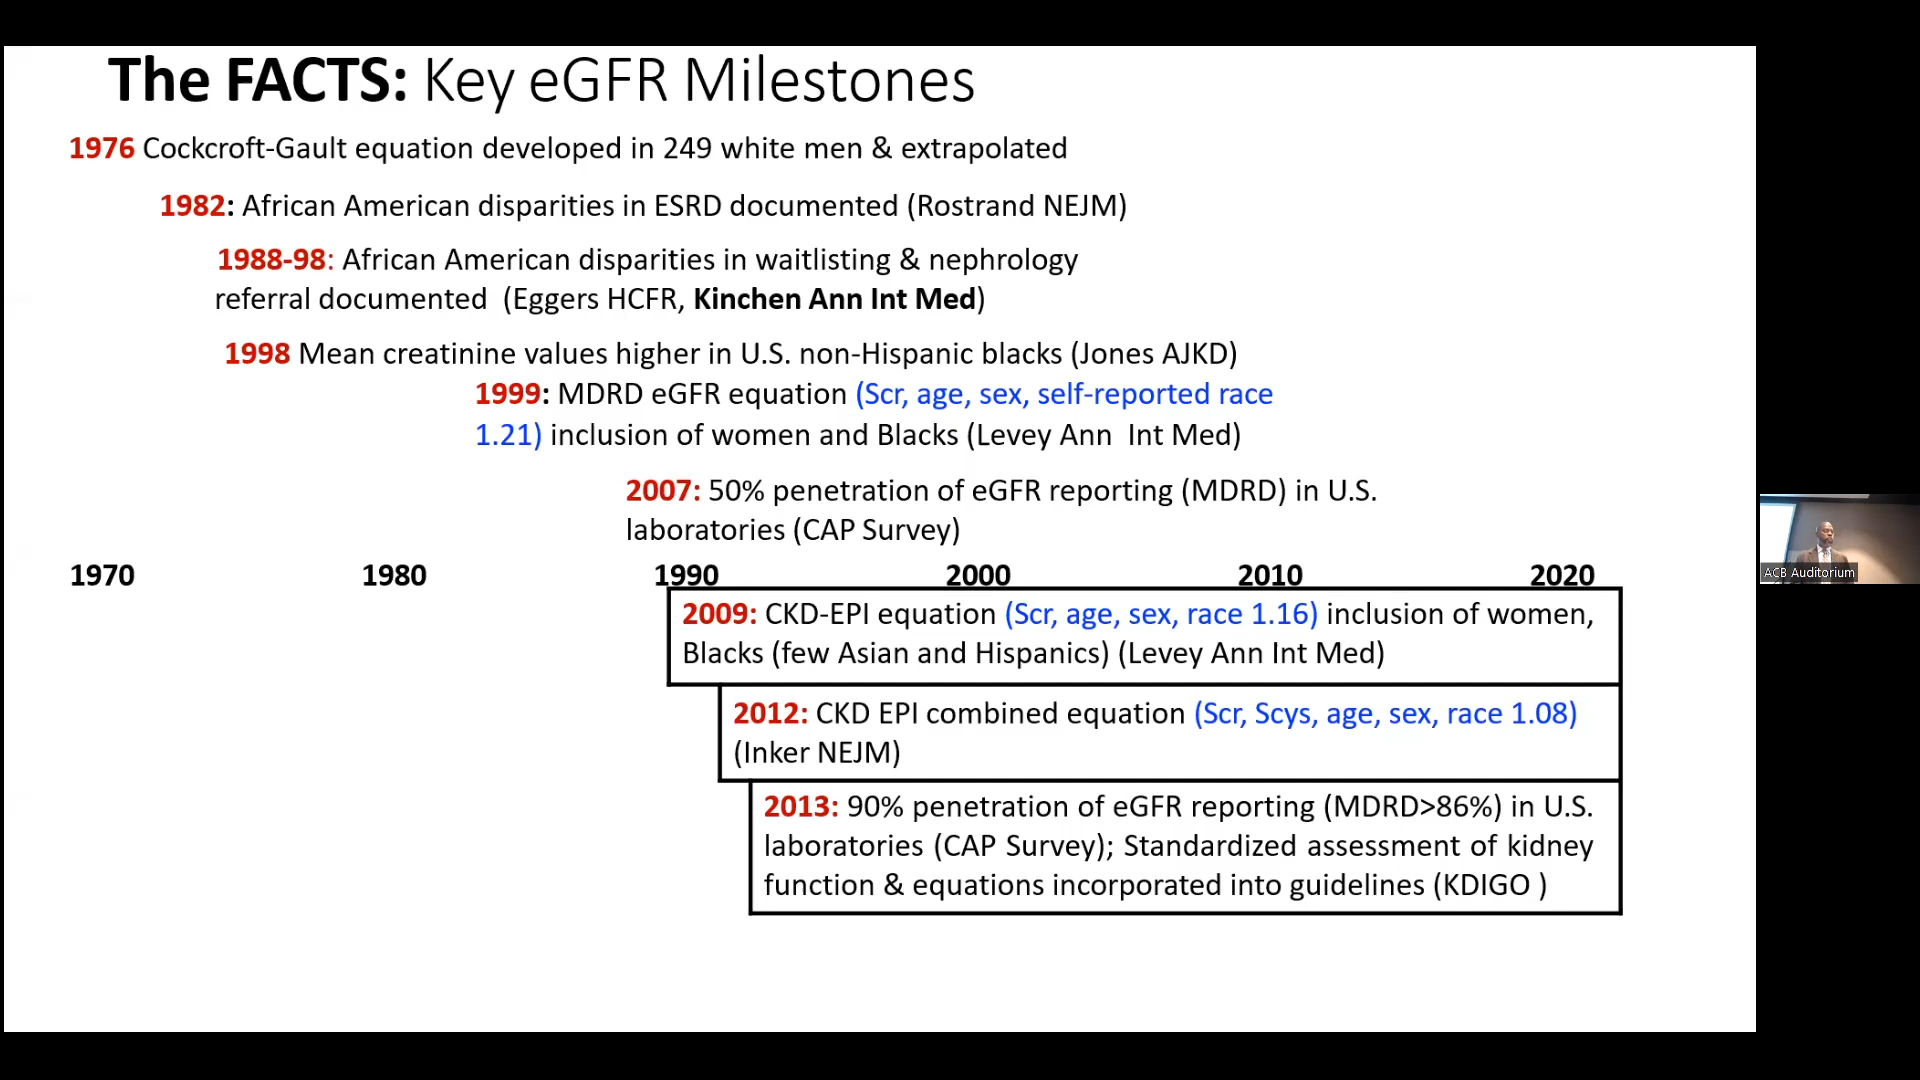 The FACTS: Key eGFR Milestones
1976 Cockcroft-Gault equation developed in 249 white men & extrapolated
1982: African American disparities in ESRD documented (Rostrand NEJM)
1988-98: African American disparities in waitlisting & nephrology
referral documented (Eggers HCFR, Kinchen Ann Int Med)
1998 Mean creatinine values higher in U.S. non-Hispanic blacks (Jones AJKD)
1999: MDRD eGFR equation (Scr, age, sex, self-reported race
1.21) inclusion of women and Blacks (Levey Ann Int Med)
2007: 50% penetration of eGFR reporting (MDRD) in U.S.
laboratories (CAP Survey)
1970 1980 1990 2000 2010 2020
2009: CKD-EPI equation (Scr, age, sex, race 1.16) inclusion of women,
Blacks (few Asian and Hispanics) (Levey Ann Int Med)
2012: CKD EPI combined equation (Scr, Scys, age, sex, race 1.08)
(Inker NEJM)
2013: 90% penetration of eGFR reporting (MDRD>86%) in U.S.
laboratories (CAP Survey); Standardized assessment of kidney
function & equations incorporated into guidelines (KDIGO )
ACB Auditorium